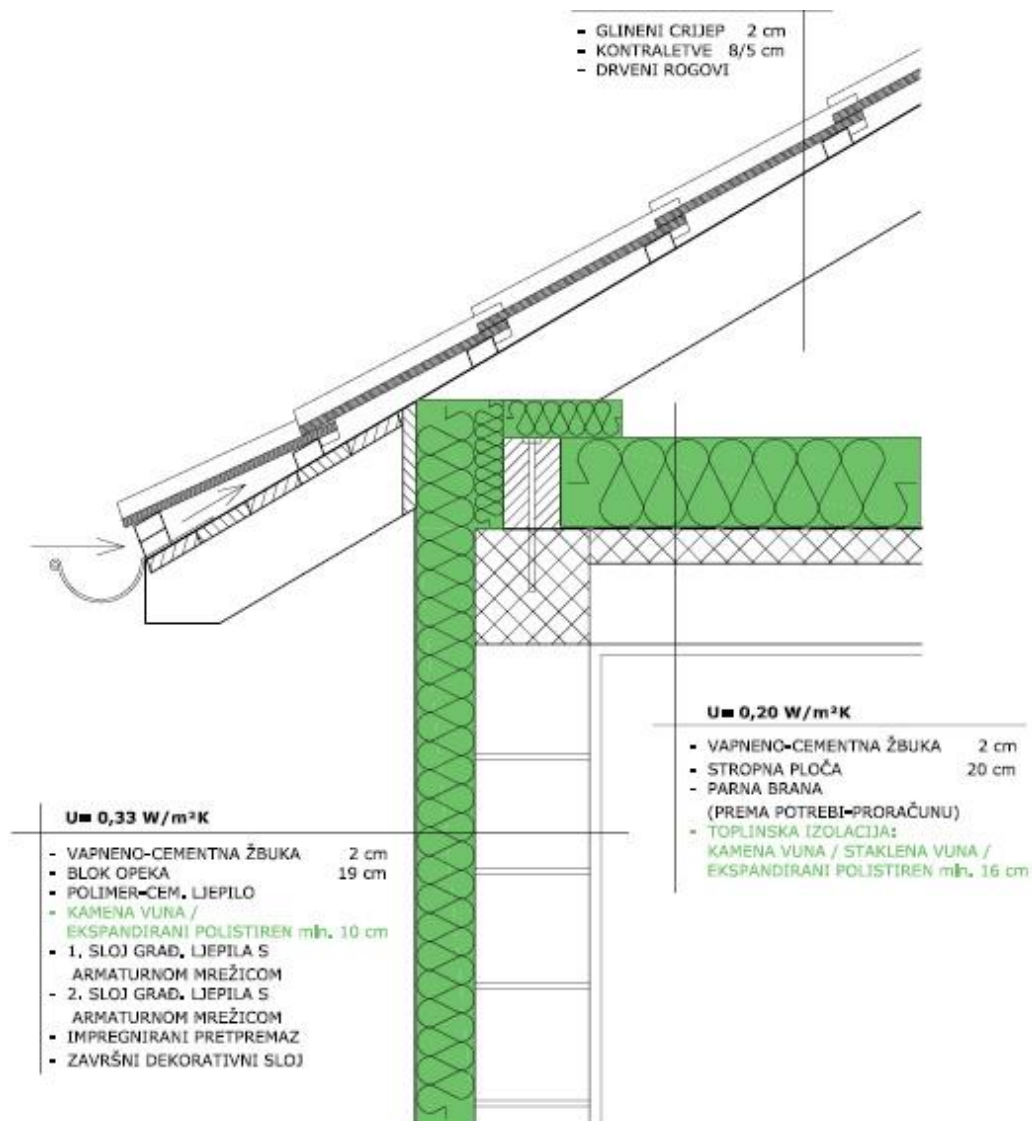 - GLINENI CRIJEP 2 cm
- KONTRALETVE 8/5 cm
- DRVENI ROGOVI
U= 0,20 W/m²K
- VAPNENO-CEMENTNA ŽBUKA 2 cm
- STROPNA PLOČA 20 cm
- PARNA BRANA
(PREMA POTREBI-PRORAČUNU)
- TOPLINSKA IZOLACIJA:
KAMENA VUNA / STAKLENA VUNA /
EKSPANDIRANI POLISTIREN min. 16 cm
U= 0,33 W/m²K
- VAPNENO-CEMENTNA ŽBUKA 2 cm
- BLOK OPEKA 19 cm
- POLIMER-CEM. LJEPILO
- KAMENA VUNA /
EKSPANDIRANI POLISTIREN min. 10 cm
- 1. SLOJ GRAĐ. LJEPILA S
ARMATURNOM MREŽICOM
- 2. SLOJ GRAĐ. LJEPILA S
ARMATURNOM MREŽICOM
- IMPREGNIRANI PRETPREMAZ
- ZAVRŠNI DEKORATIVNI SLOJ